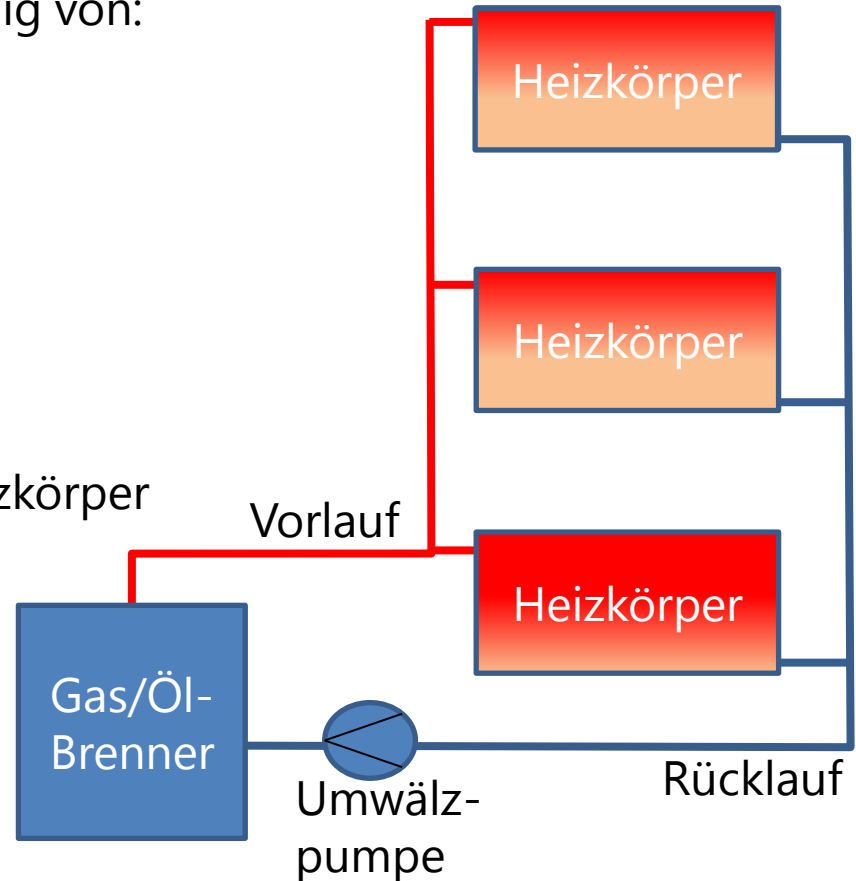 ig von:
Heizkörper
Heizkörper
zkörper
Vorlauf
Heizkörper
Gas/Öl-
Brenner
Umwälz-
pumpe
Rücklauf